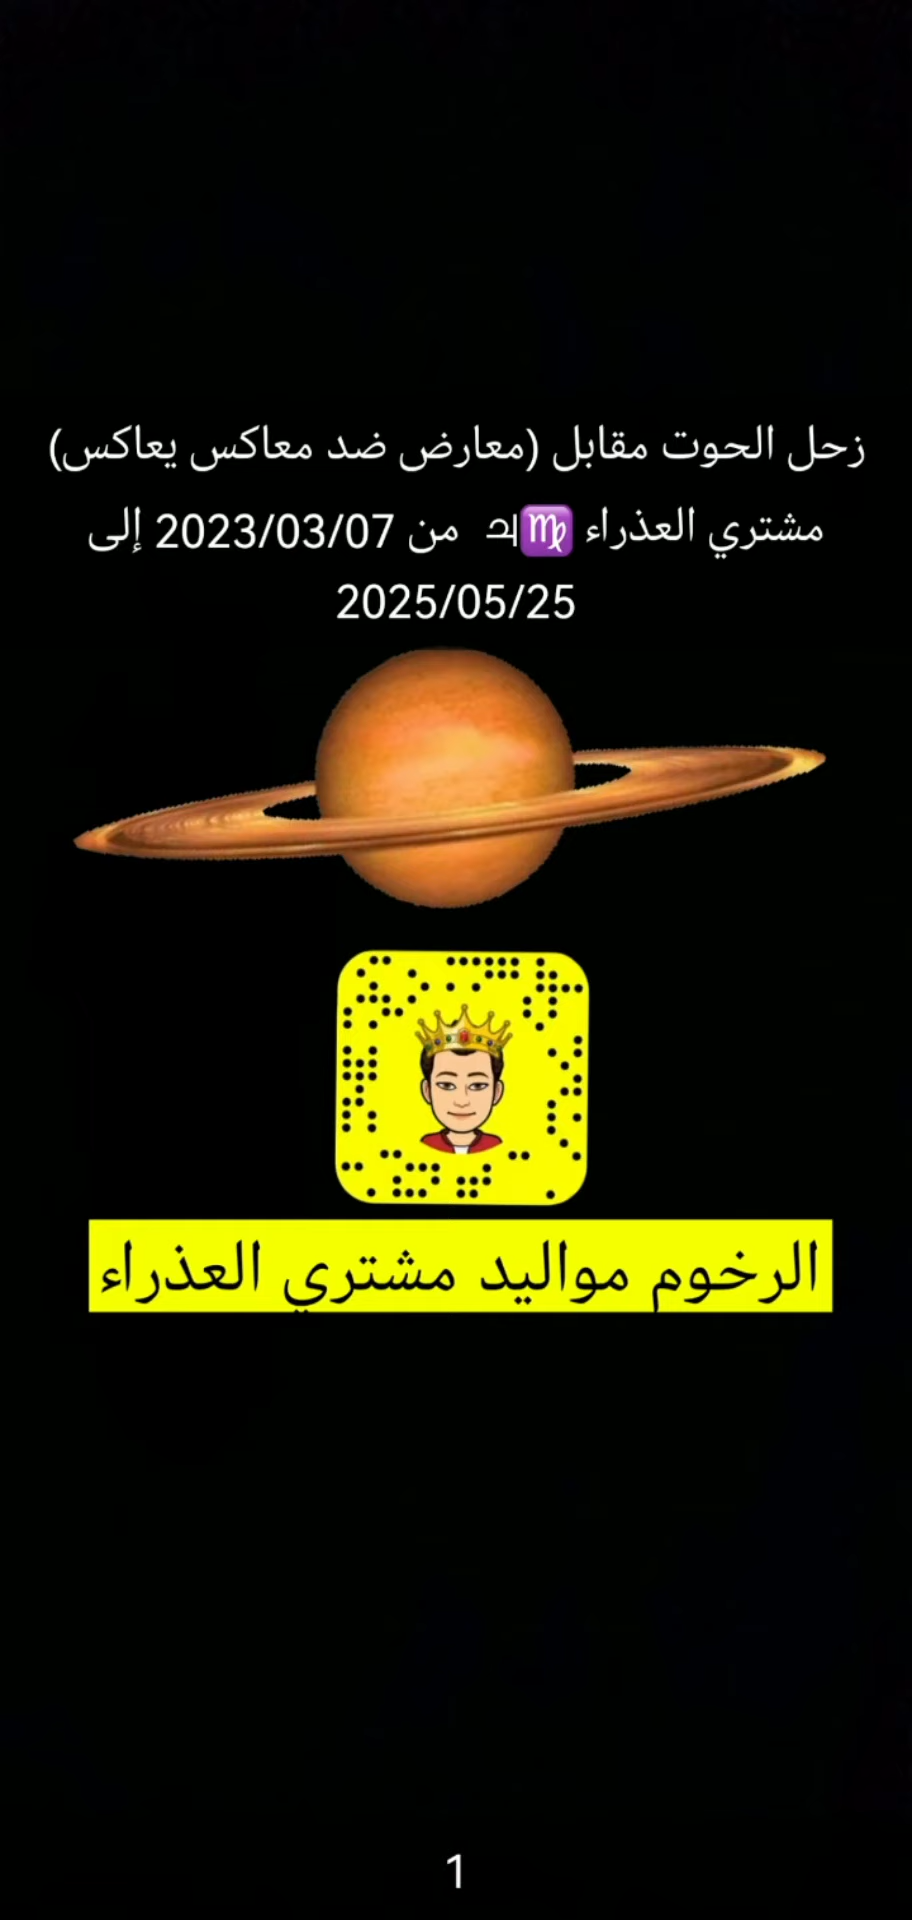 زحل الحوت مقابل (معارض ضد معاكس يعاكس)
مشتري العذراء ♍♃ من 2023/03/07 إلى
2025/05/25
الرخوم مواليد مشتري العذراء
1